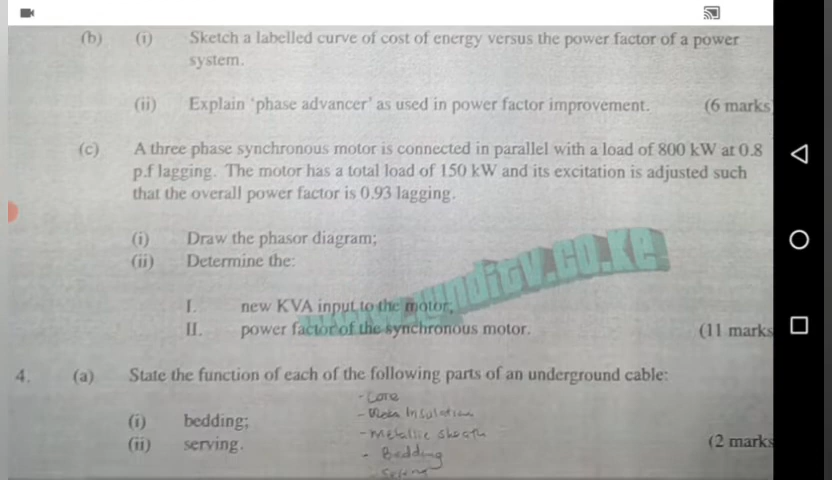 (b) (i) Sketch a labelled curve of cost of energy versus the power factor of a power
system.
(ii) Explain 'phase advancer' as used in power factor improvement. (6 marks)
(c) A three phase synchronous motor is connected in parallel with a load of 800 kW at 0.8
p.f lagging. The motor has a total load of 150 kW and its excitation is adjusted such
that the overall power factor is 0.93 lagging.
(i) Draw the phasor diagram;
(ii) Determine the:
I. new KVA input to the motor;
II. power factor of the synchronous motor. (11 marks
4. (a) State the function of each of the following parts of an underground cable:
- Core
(i) bedding;
- Insulation
(ii) serving. (2 marks
- Metallic sheath
- Bedding